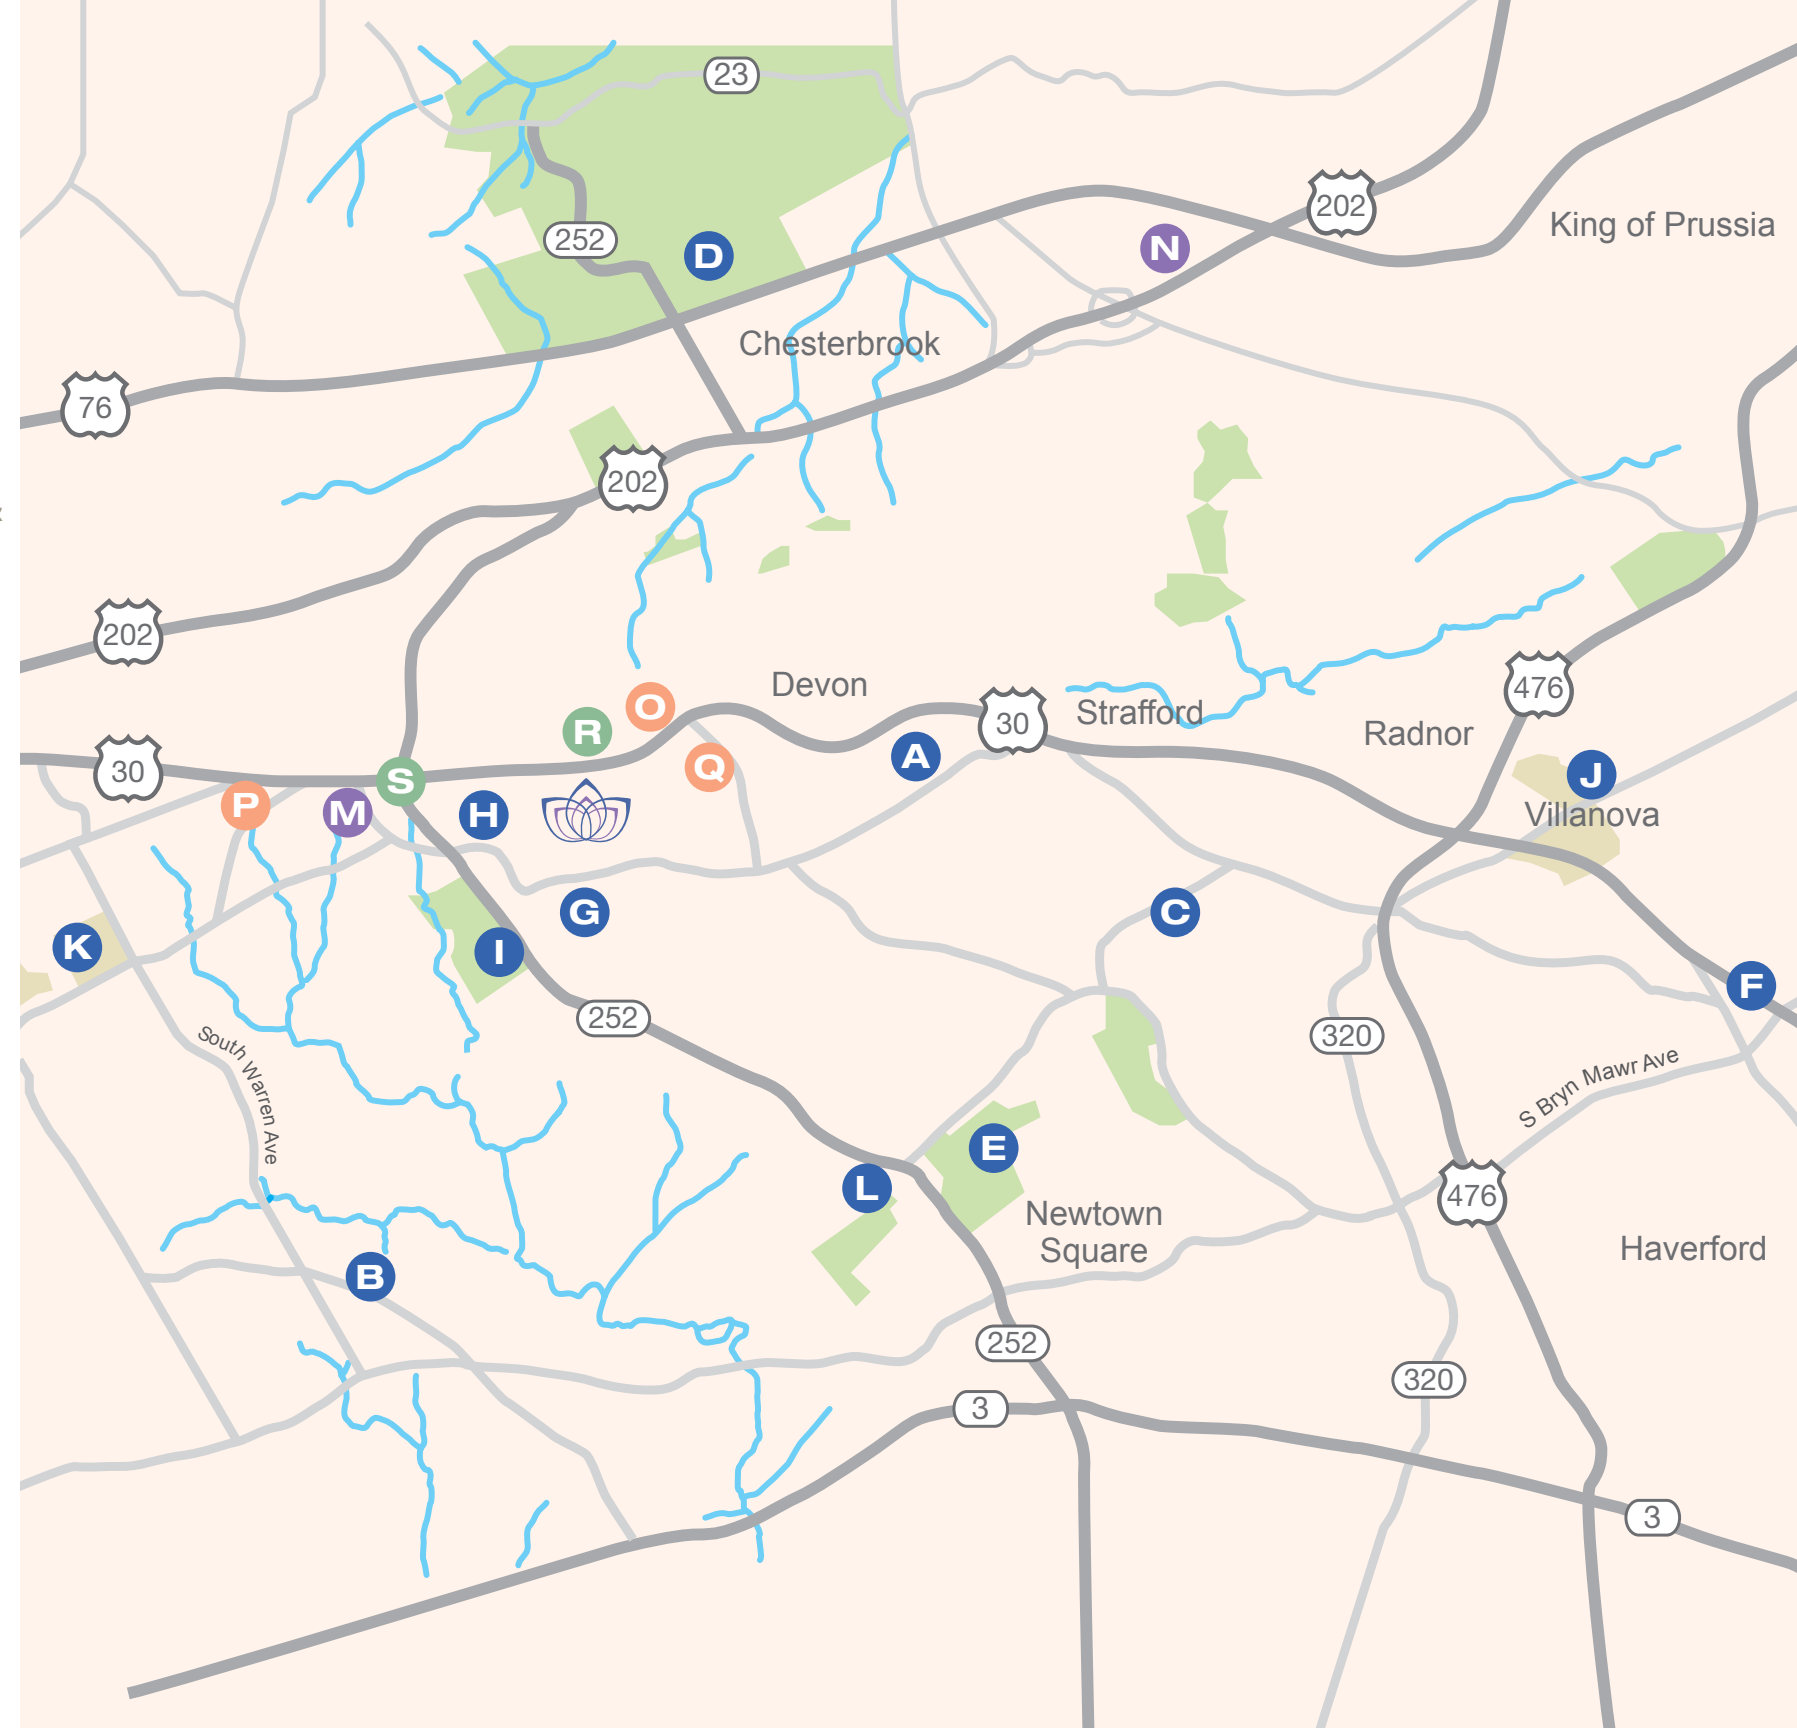 23
202
King of Prussia
252
D
N
Chesterbrook
76
202
202
476
Devon
O
30
Strafford
R
Radnor
30
S
Q
A
J
P
M
H
Villanova
G
C
K
I
F
252
320
South Warren Ave
S Bryn Mawr Ave
E
L
476
Newtown
Square
Haverford
B
252
320
3
3